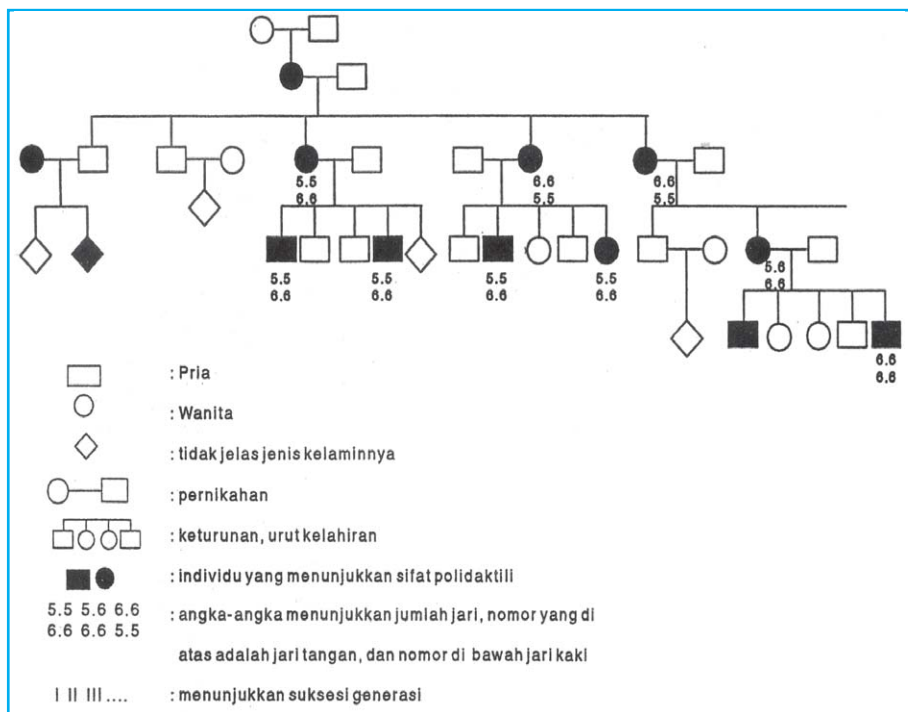 5.5 6.6 6.6
6.6 5.5 5.5
5.5 5.5 5.5 5.5 5.6
6.6 6.6 6.6 6.6 6.6
6.6
6.6
: Pria
: Wanita
: tidak jelas jenis kelaminnya
: pernikahan
: keturunan, urut kelahiran
: individu yang menunjukkan sifat polidaktili
5.5 5.6 6.6 : angka-angka menunjukkan jumlah jari, nomor yang di
6.6 6.6 5.5 atas adalah jari tangan, dan nomor di bawah jari kaki
I II III .... : menunjukkan suksesi generasi